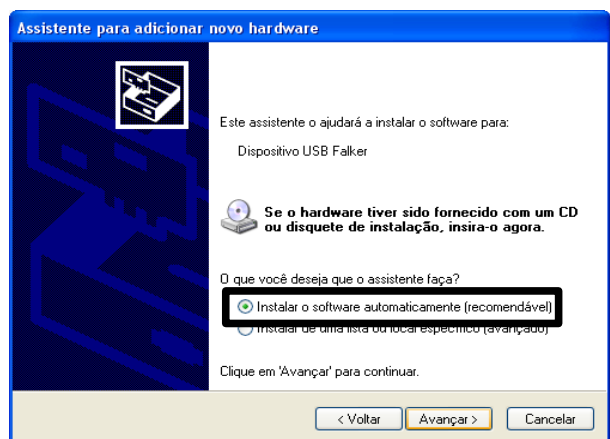 Assistente para adicionar novo hardware
Este assistente o ajudará a instalar o software para:
Dispositivo USB Falker
Se o hardware tiver sido fornecido com um CD
ou disquete de instalação, insira-o agora.
O que você deseja que o assistente faça?
Instalar o software automaticamente (recomendável)
Instalar de uma lista ou local específico (avançado)
Clique em 'Avançar' para continuar.
< Voltar
Avançar >
Cancelar